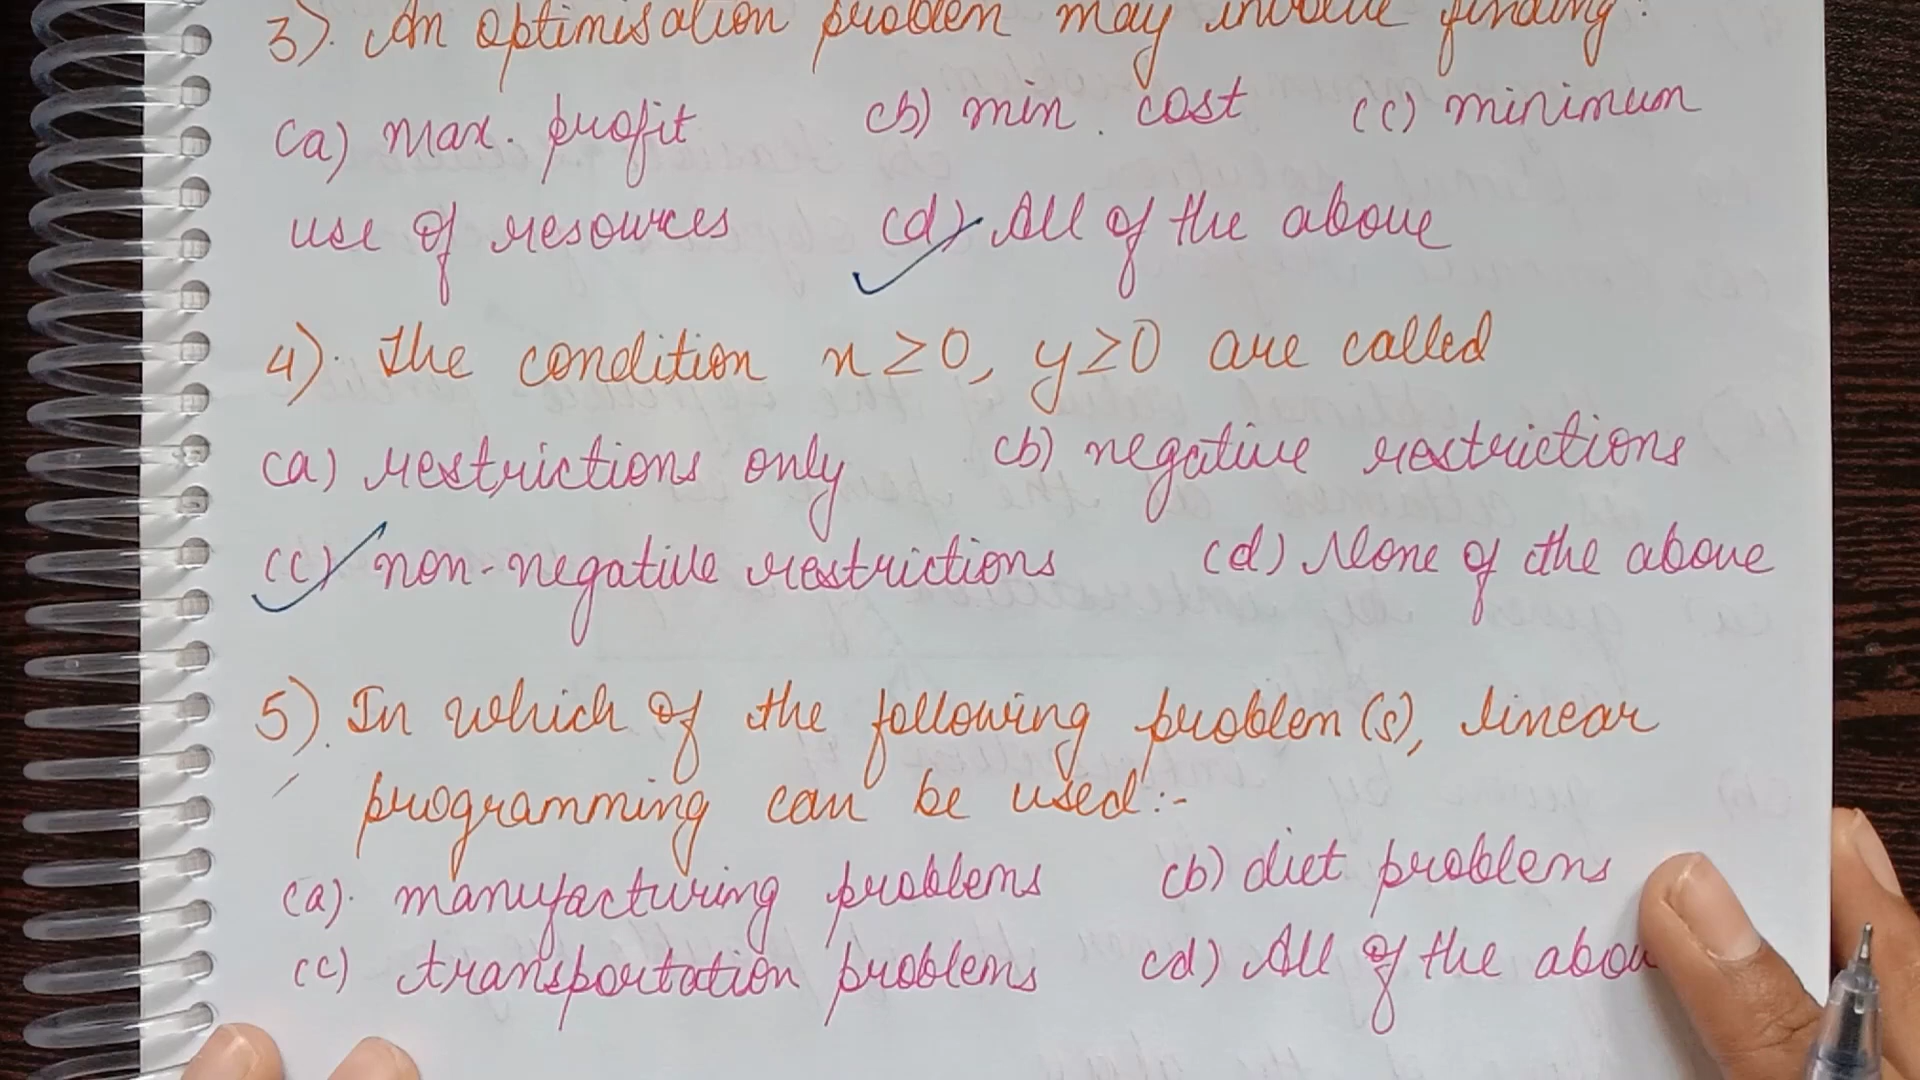 3). An optimisation problem may involve finding:
(a) max. profit (b) min. cost (c) minimum
use of resources (d) All of the above
4). The condition x ≥ 0, y ≥ 0 are called
(a) restrictions only (b) negative restrictions
(c) non-negative restrictions (d) None of the above
5). In which of the following problem(s), linear
programming can be used:-
(a). manufacturing problems (b) diet problems
(c) transportation problems (d) All of the abov